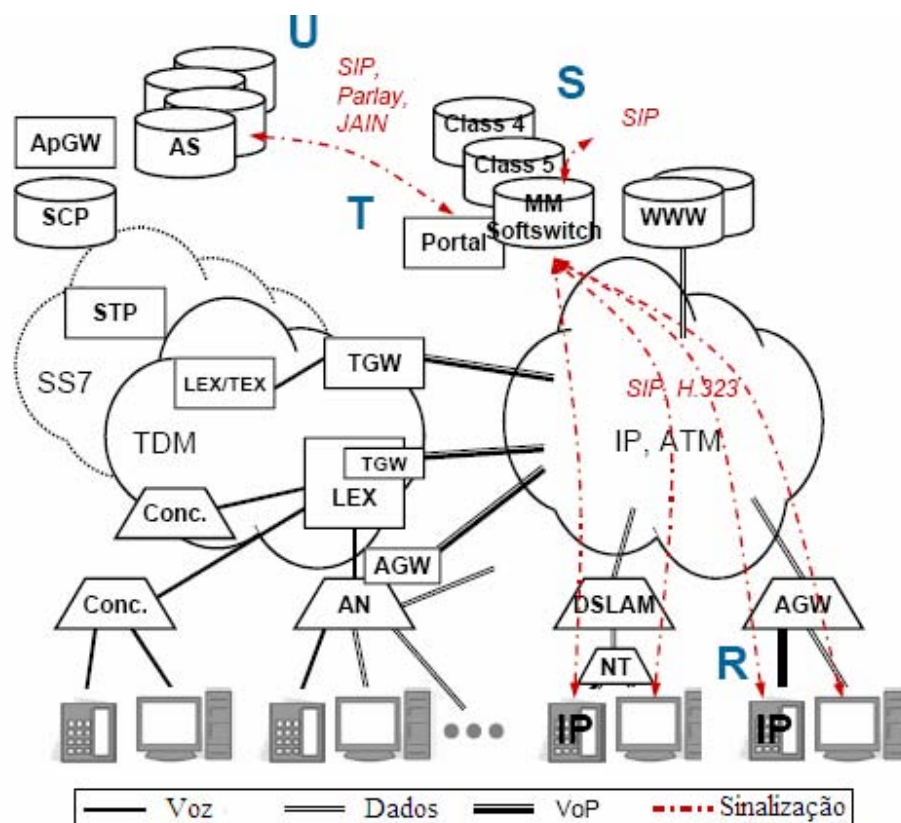 U
SIP,
Parlay,
JAIN
S
Class 4
SIP
ApGW
AS
Class 5
SCP
T
MM
Softswitch
WWW
Portal
STP
SS7
LEX/TEX
TGW
SIP, H.323
TDM
IP, ATM
TGW
LEX
Conc.
AGW
Conc.
AN
DSLAM
AGW
R
NT
IP
IP
Voz
Dados
VoP
Sinalização